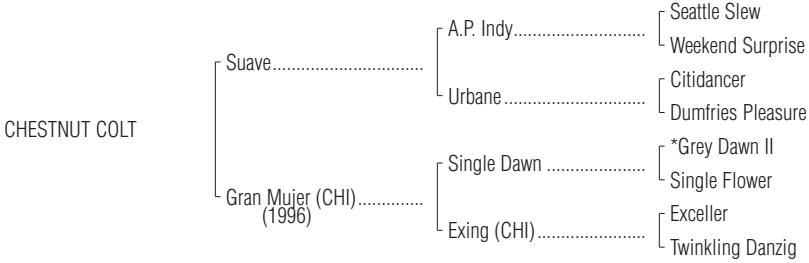 Seattle Slew
A.P. Indy............................
Weekend Surprise
Suave................................
Citidancer
Urbane..............................
Dumfries Pleasure
CHESTNUT COLT
*Grey Dawn II
Single Dawn .....................
Single Flower
Gran Mujer (CHI)..............
(1996)
Exceller
Exing (CHI).......................
Twinkling Danzig